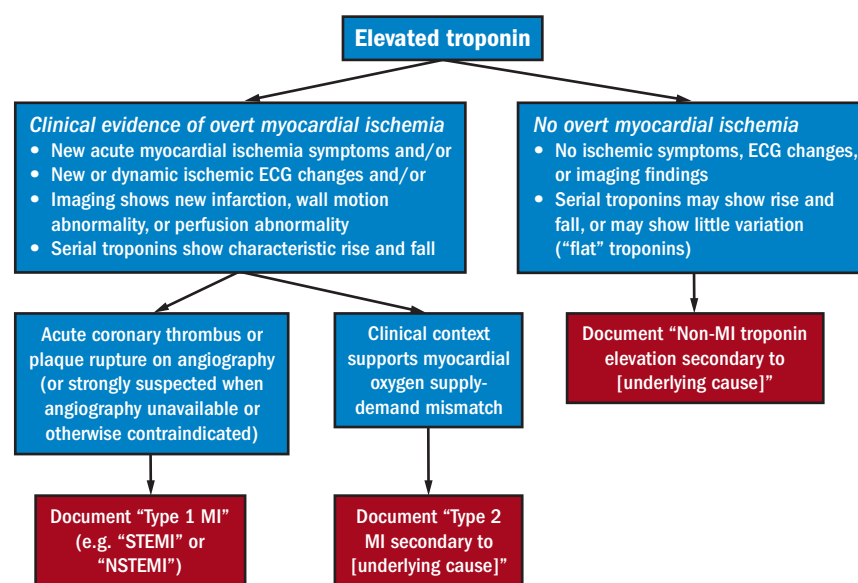 Elevated troponin
Clinical evidence of overt myocardial ischemia
• New acute myocardial ischemia symptoms and/or
• New or dynamic ischemic ECG changes and/or
• Imaging shows new infarction, wall motion
abnormality, or perfusion abnormality
• Serial troponins show characteristic rise and fall
No overt myocardial ischemia
• No ischemic symptoms, ECG changes,
or imaging findings
• Serial troponins may show rise and
fall, or may show little variation
(“flat” troponins)
Acute coronary thrombus or
plaque rupture on angiography
(or strongly suspected when
angiography unavailable or
otherwise contraindicated)
Clinical context
supports myocardial
oxygen supply-
demand mismatch
Document “Non-MI troponin
elevation secondary to
[underlying cause]”
Document “Type 1 MI”
(e.g. “STEMI” or
“NSTEMI”)
Document “Type 2
MI secondary to
[underlying cause]”